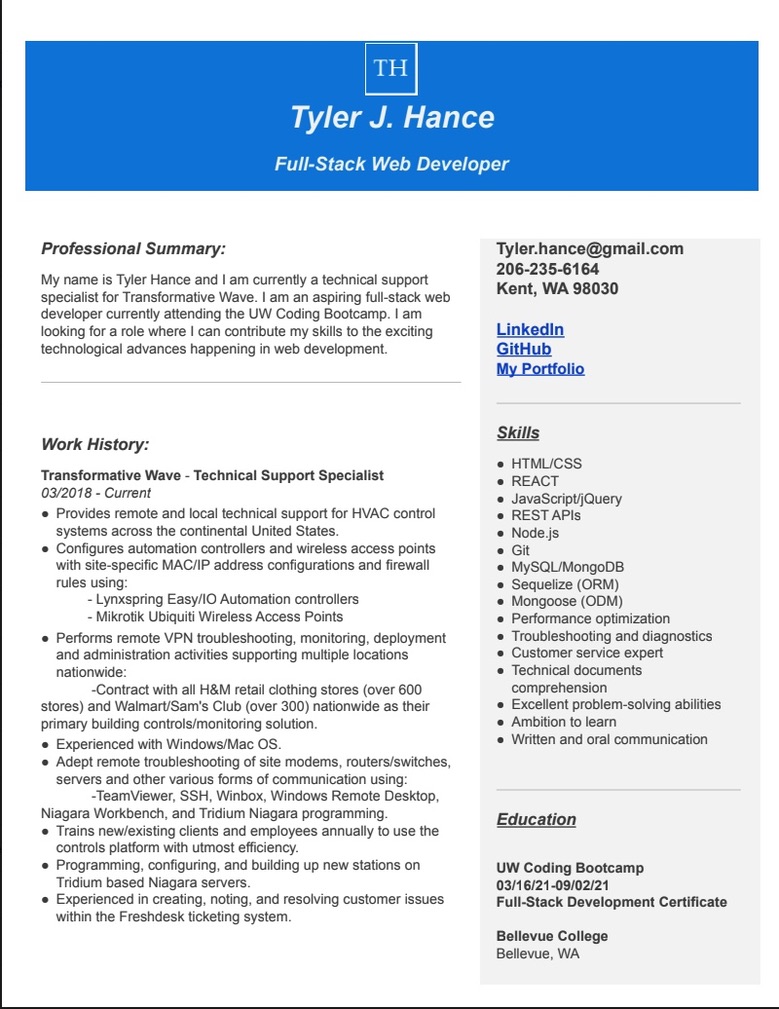 TH
Tyler J. Hance
Full-Stack Web Developer
Professional Summary:
My name is Tyler Hance and I am currently a technical support
specialist for Transformative Wave. I am an aspiring full-stack web
developer currently attending the UW Coding Bootcamp. I am
looking for a role where I can contribute my skills to the exciting
technological advances happening in web development.
Work History:
Transformative Wave - Technical Support Specialist
03/2018 - Current
● Provides remote and local technical support for HVAC control
systems across the continental United States.
● Configures automation controllers and wireless access points
with site-specific MAC/IP address configurations and firewall
rules using:
- Lynxspring Easy/IO Automation controllers
- Mikrotik Ubiquiti Wireless Access Points
● Performs remote VPN troubleshooting, monitoring, deployment
and administration activities supporting multiple locations
nationwide:
-Contract with all H&M retail clothing stores (over 600
stores) and Walmart/Sam's Club (over 300) nationwide as their
primary building controls/monitoring solution.
● Experienced with Windows/Mac OS.
● Adept remote troubleshooting of site modems, routers/switches,
servers and other various forms of communication using:
-TeamViewer, SSH, Winbox, Windows Remote Desktop,
Niagara Workbench, and Tridium Niagara programming.
● Trains new/existing clients and employees annually to use the
controls platform with utmost efficiency.
● Programming, configuring, and building up new stations on
Tridium based Niagara servers.
● Experienced in creating, noting, and resolving customer issues
within the Freshdesk ticketing system.
Tyler.hance@gmail.com
206-235-6164
Kent, WA 98030
LinkedIn
GitHub
My Portfolio
Skills
● HTML/CSS
● REACT
● JavaScript/jQuery
● REST APIs
● Node.js
● Git
● MySQL/MongoDB
● Sequelize (ORM)
● Mongoose (ODM)
● Performance optimization
● Troubleshooting and diagnostics
● Customer service expert
● Technical documents
comprehension
● Excellent problem-solving abilities
● Ambition to learn
● Written and oral communication
Education
UW Coding Bootcamp
03/16/21-09/02/21
Full-Stack Development Certificate
Bellevue College
Bellevue, WA